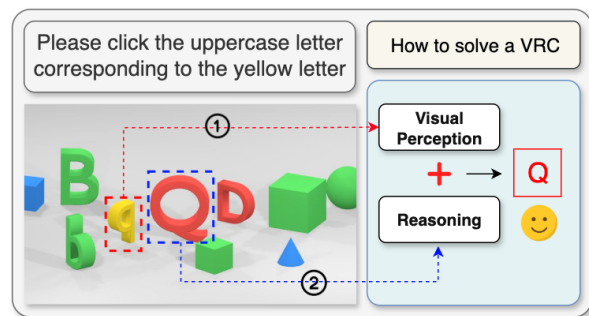 Please click the uppercase letter
corresponding to the yellow letter
How to solve a VRC
1
Visual
Perception
+
Q
Reasoning
2
B
b
q
Q
D